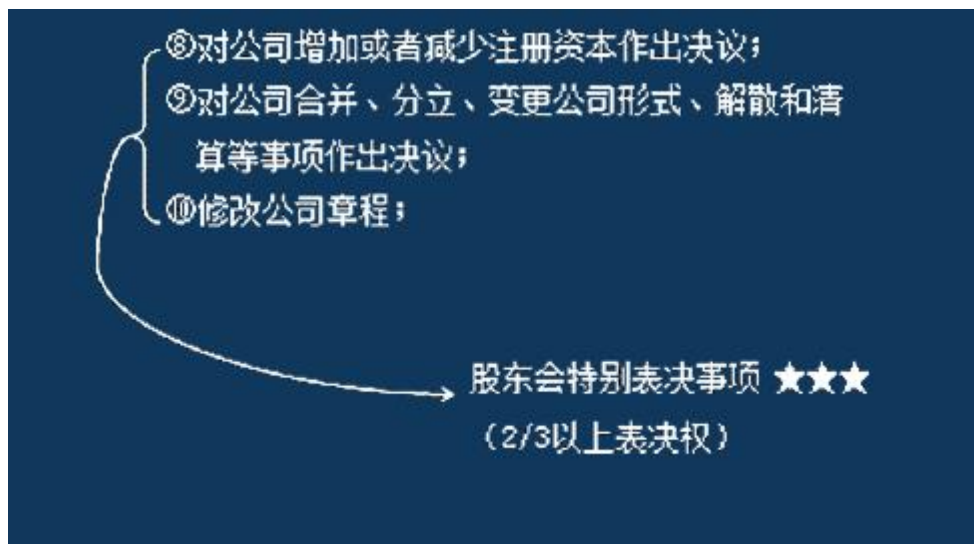 ⑧对公司增加或者减少注册资本作出决议；
⑨对公司合并、分立、变更公司形式、解散和清
算等事项作出决议；
⑩修改公司章程；
股东会特别表决事项 ★★★
（2/3以上表决权）